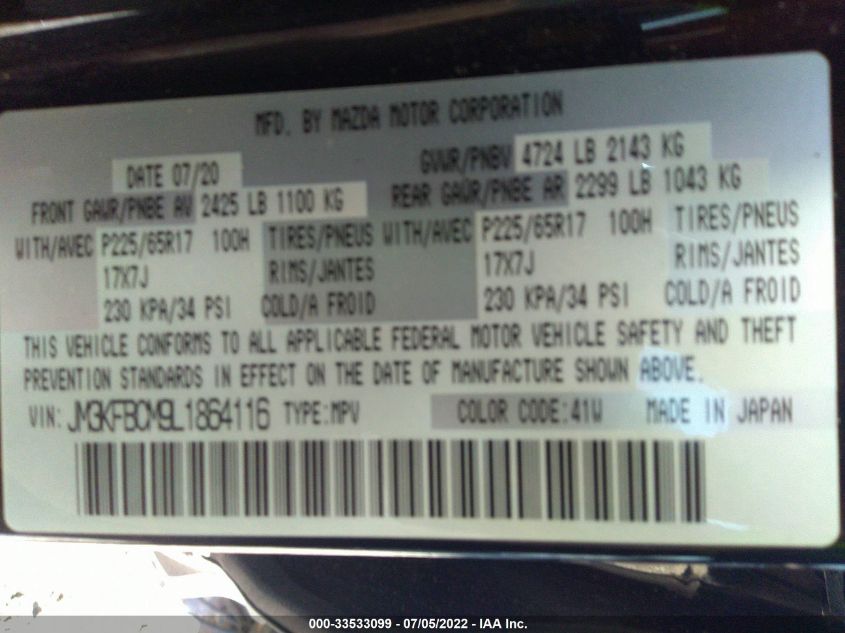 MFD. BY MAZDA MOTOR CORPORATION
DATE 07/20 GVWR/PNBV 4724 LB 2143 KG
FRONT GAWR/PNBE AV 2425 LB 1100 KG REAR GAWR/PNBE AR 2299 LB 1043 KG
WITH/AVEC P225/65R17 100H TIRES/PNEUS WITH/AVEC P225/65R17 100H TIRES/PNEUS
17X7J RIMS/JANTES 17X7J RIMS/JANTES
230 KPA/34 PSI COLD/A FROID 230 KPA/34 PSI COLD/A FROID
THIS VEHICLE CONFORMS TO ALL APPLICABLE FEDERAL MOTOR VEHICLE SAFETY AND THEFT
PREVENTION STANDARDS IN EFFECT ON THE DATE OF MANUFACTURE SHOWN ABOVE.
VIN: JM3KFBCM9L1864116 TYPE:MPV COLOR CODE:41W MADE IN JAPAN
000-33533099 - 07/05/2022 - IAA Inc.